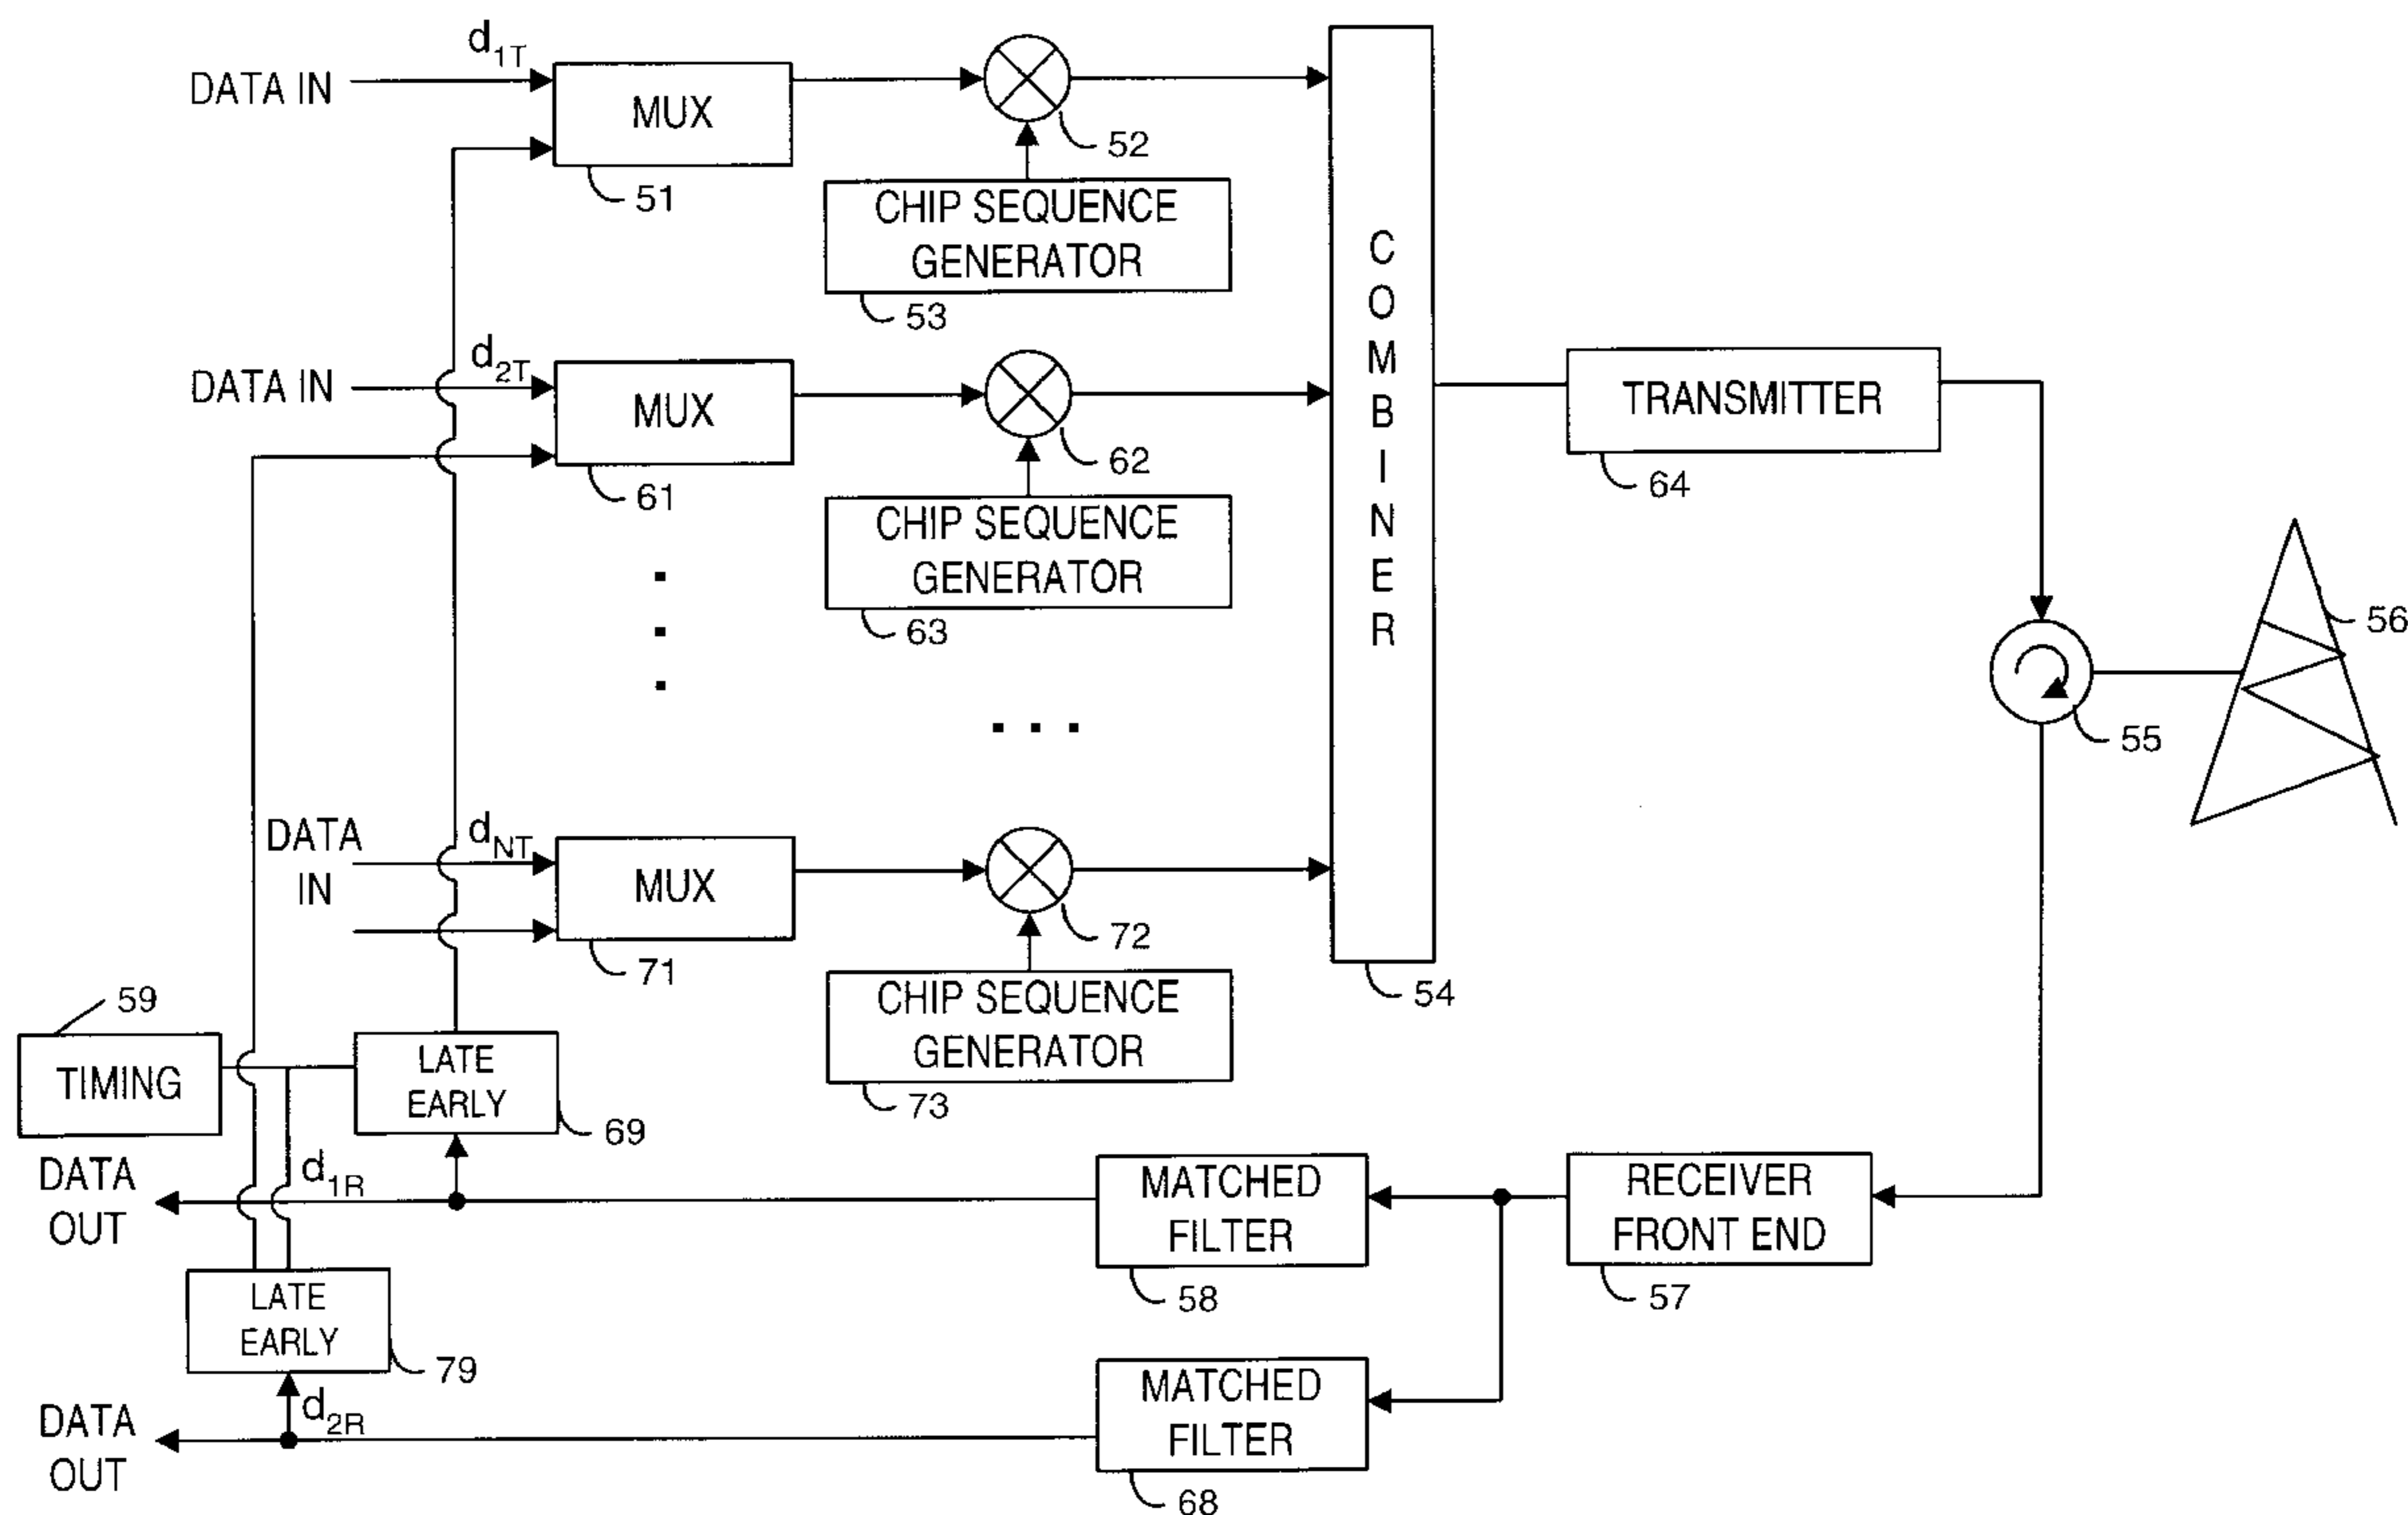 d1T
DATA IN
MUX
52
51
CHIP SEQUENCE
GENERATOR
53
d2T
DATA IN
MUX
62
61
CHIP SEQUENCE
GENERATOR
63
COMBINER
54
TRANSMITTER
64
56
55
DATA
IN
dNT
MUX
72
71
CHIP SEQUENCE
GENERATOR
73
59
TIMING
LATE
EARLY
69
DATA
OUT
d1R
MATCHED
FILTER
58
RECEIVER
FRONT END
57
LATE
EARLY
79
DATA
OUT
d2R
MATCHED
FILTER
68